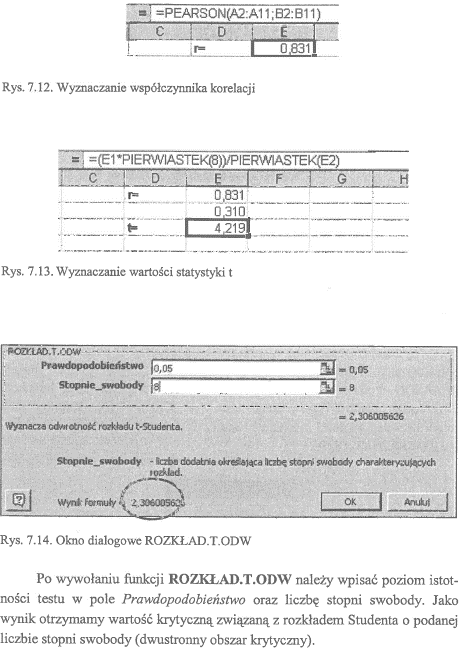 = =PEARSON(A2:A11;B2:B11)
C D E
r= 0,831
Rys. 7.12. Wyznaczanie współczynnika korelacji
= =(E1*PIERWIASTEK(8))/PIERWIASTEK(E2)
C D E F G H
r= 0,831
0,310
t= 4,219
Rys. 7.13. Wyznaczanie wartości statystyki t
ROZKŁAD.T.ODW
Prawdopodobieństwo 0,05 = 0,05
Stopnie_swobody 8 = 8
= 2,306005626
Wyznacza odwrotność rozkładu t-Studenta.
Stopnie_swobody - liczba dodatnia określająca liczbę stopni swobody charakteryzujących
rozkład.
Wynik formuły = 2,306005626 OK Anuluj
Rys. 7.14. Okno dialogowe ROZKŁAD.T.ODW
Po wywołaniu funkcji ROZKŁAD.T.ODW należy wpisać poziom istot-
ności testu w pole Prawdopodobieństwo oraz liczbę stopni swobody. Jako
wynik otrzymamy wartość krytyczną związaną z rozkładem Studenta o podanej
liczbie stopni swobody (dwustronny obszar krytyczny).